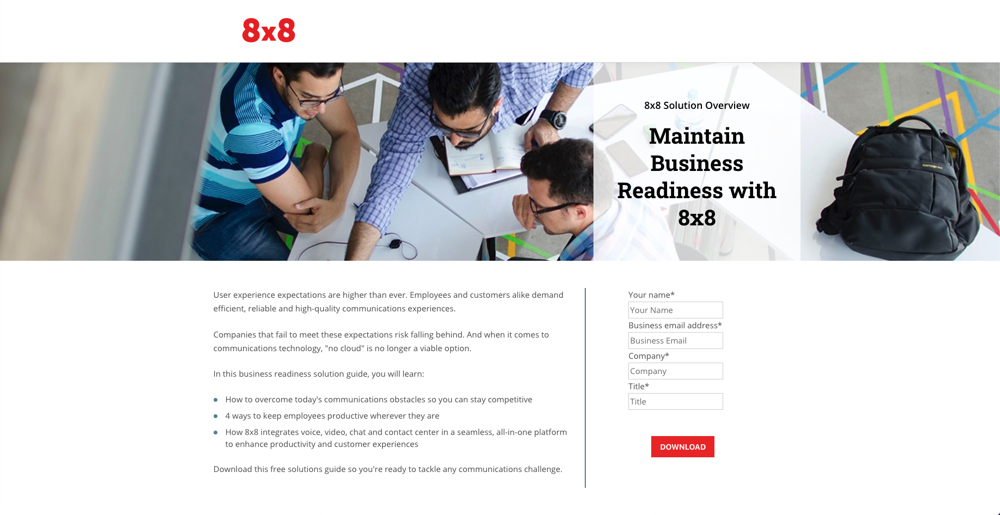 8x8
8x8 Solution Overview
Maintain
Business
Readiness with
8x8
User experience expectations are higher than ever. Employees and customers alike demand
efficient, reliable and high-quality communications experiences.
Companies that fail to meet these expectations risk falling behind. And when it comes to
communications technology, "no cloud" is no longer a viable option.
In this business readiness solution guide, you will learn:
How to overcome today's communications obstacles so you can stay competitive
4 ways to keep employees productive wherever they are
How 8x8 integrates voice, video, chat and contact center in a seamless, all-in-one platform
to enhance productivity and customer experiences
Download this free solutions guide so you're ready to tackle any communications challenge.
Your name*
Your Name
Business email address*
Business Email
Company*
Company
Title*
Title
DOWNLOAD